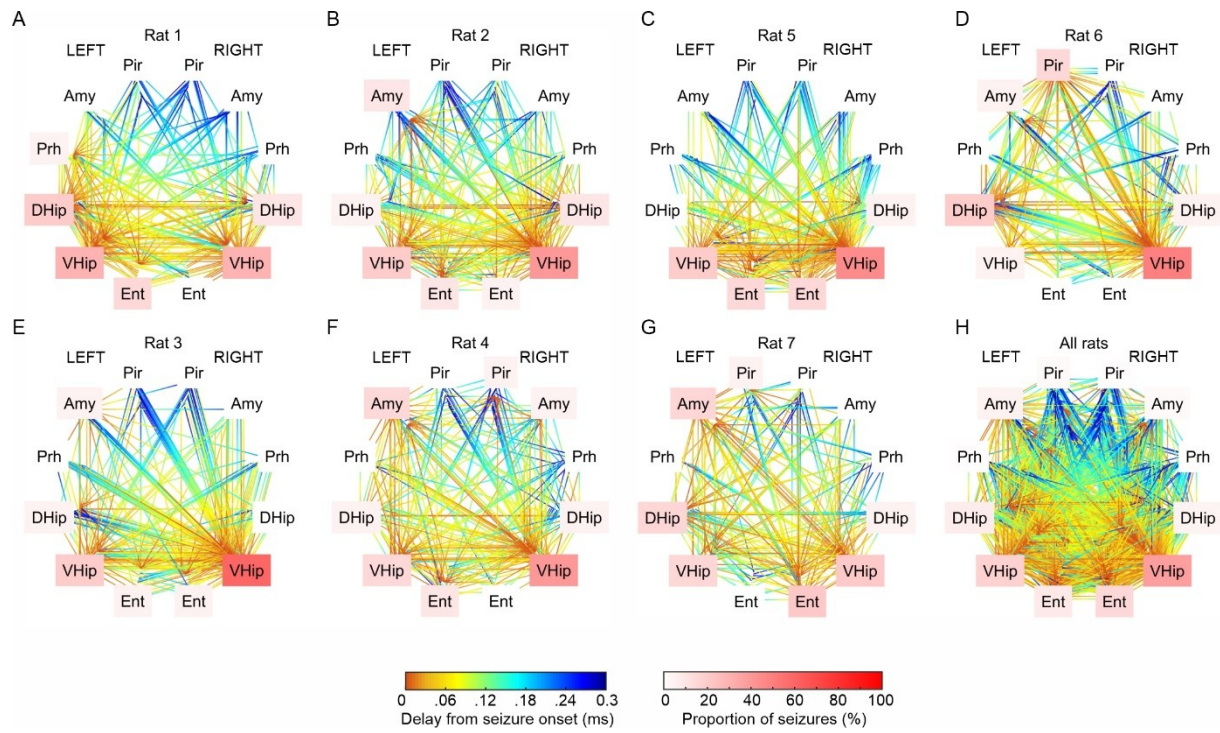 A B C D
Rat 1 Rat 2 Rat 5 Rat 6
LEFT RIGHT LEFT RIGHT
Pir Pir Pir Pir Pir Pir Pir Pir
Amy Amy Amy Amy Amy Amy Amy Amy
Prh Prh Prh Prh Prh Prh Prh Prh
DHip DHip DHip DHip DHip DHip DHip DHip
VHip VHip VHip VHip VHip VHip VHip VHip
Ent Ent Ent Ent Ent Ent Ent Ent
E F G H
Rat 3 Rat 4 Rat 7 All rats
LEFT RIGHT LEFT RIGHT LEFT RIGHT LEFT RIGHT
Pir Pir Pir Pir Pir Pir Pir Pir
Amy Amy Amy Amy Amy Amy Amy Amy
Prh Prh Prh Prh Prh Prh Prh Prh
DHip DHip DHip DHip DHip DHip DHip DHip
VHip VHip VHip VHip VHip VHip VHip VHip
Ent Ent Ent Ent Ent Ent Ent Ent
0 .06 .12 .18 .24 0.3 0 20 40 60 80 100
Delay from seizure onset (ms) Proportion of seizures (%)